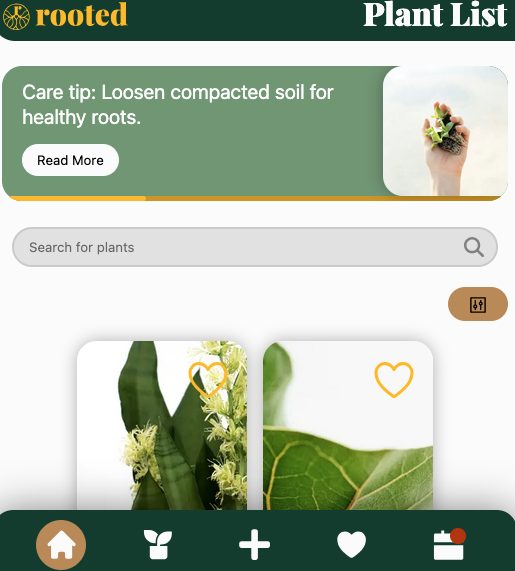 rooted
Plant List
Care tip: Loosen compacted soil for
healthy roots.
Read More
Search for plants